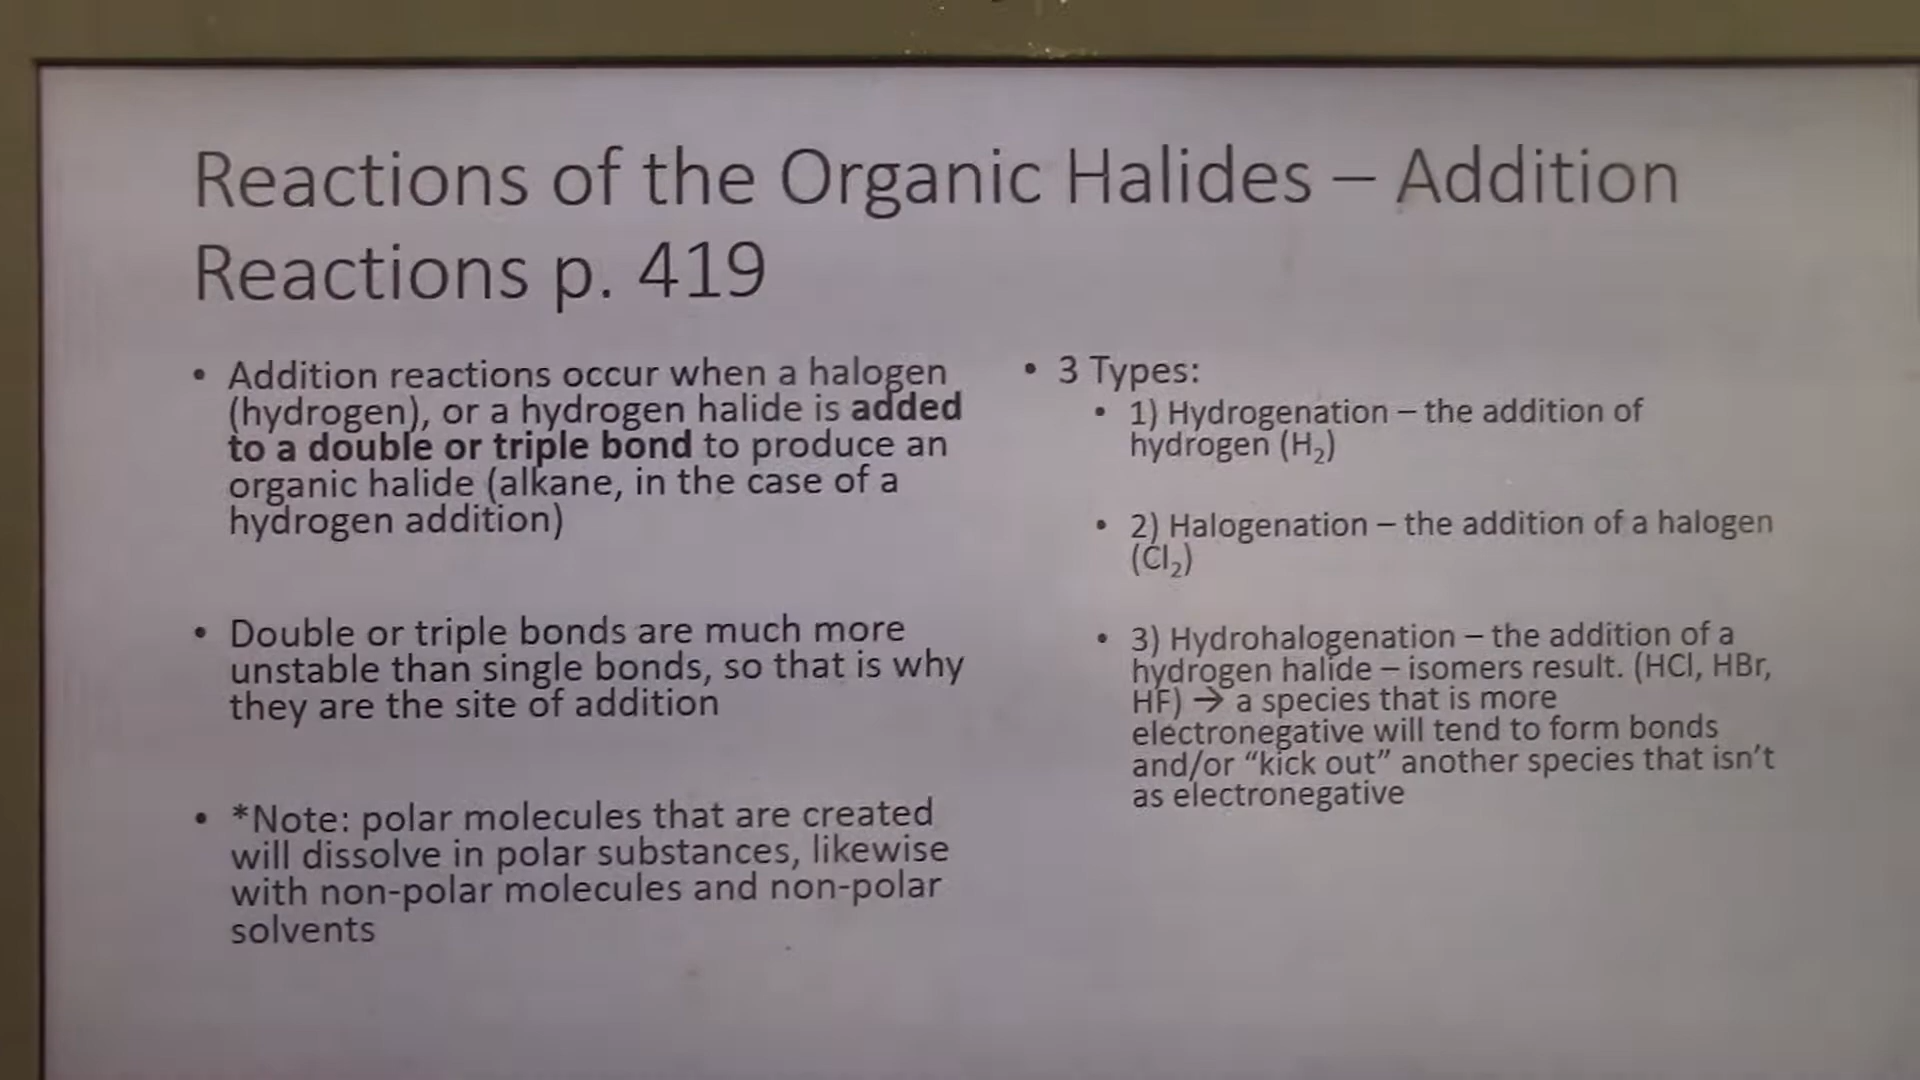 Reactions of the Organic Halides – Addition
Reactions p. 419
• Addition reactions occur when a halogen
(hydrogen), or a hydrogen halide is added
to a double or triple bond to produce an
organic halide (alkane, in the case of a
hydrogen addition)
• Double or triple bonds are much more
unstable than single bonds, so that is why
they are the site of addition
• *Note: polar molecules that are created
will dissolve in polar substances, likewise
with non-polar molecules and non-polar
solvents
• 3 Types:
• 1) Hydrogenation – the addition of
hydrogen (H₂)
• 2) Halogenation – the addition of a halogen
(Cl₂)
• 3) Hydrohalogenation – the addition of a
hydrogen halide – isomers result. (HCl, HBr,
HF) → a species that is more
electronegative will tend to form bonds
and/or “kick out” another species that isn’t
as electronegative